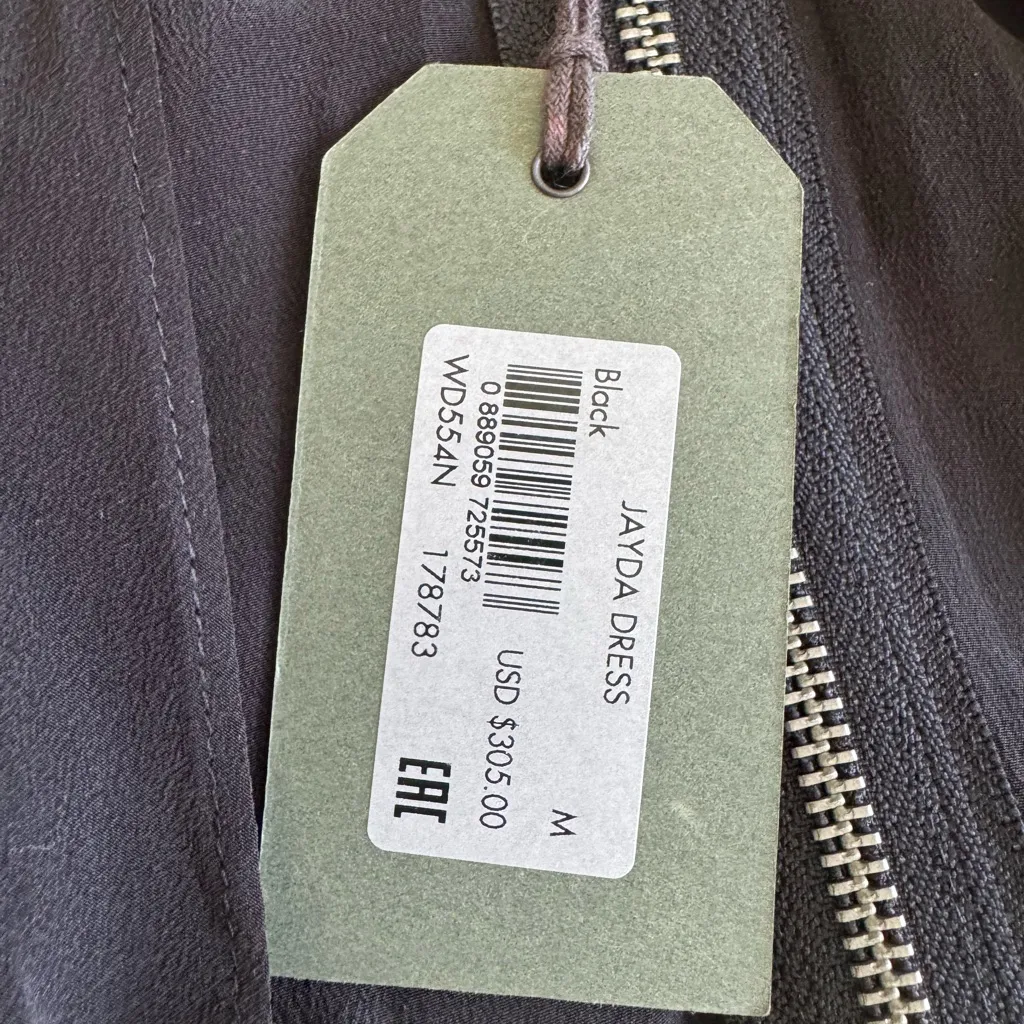 JAYDA DRESS
Black
M
0 889059 725573
USD $305.00
WD554N 178783
EAC